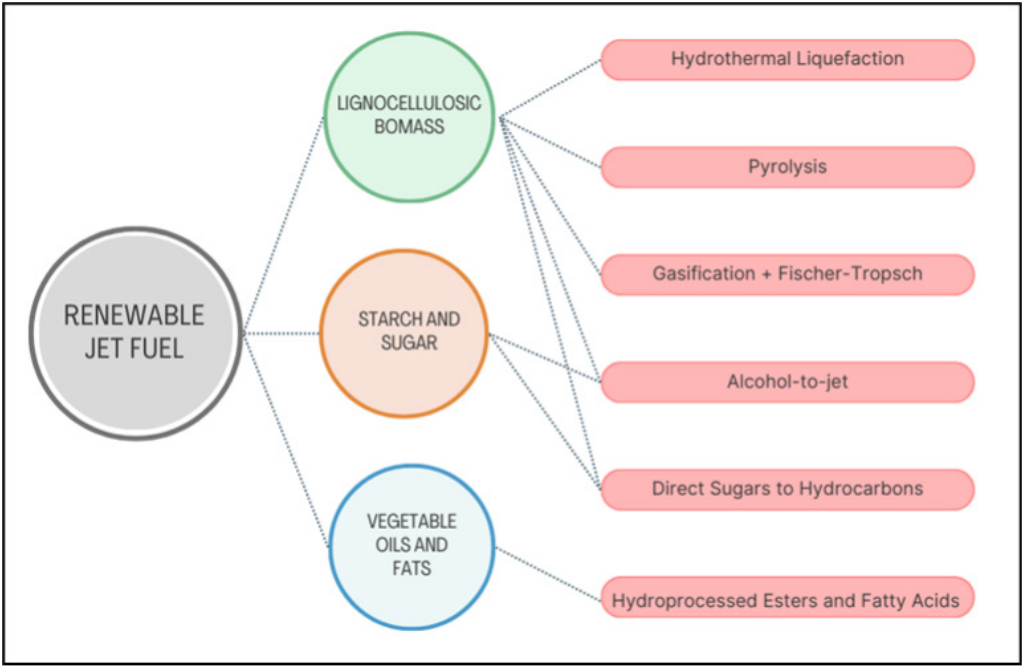 RENEWABLE
JET FUEL
LIGNOCELLULOSIC
BOMASS
STARCH AND
SUGAR
VEGETABLE
OILS AND
FATS
Hydrothermal Liquefaction
Pyrolysis
Gasification + Fischer-Tropsch
Alcohol-to-jet
Direct Sugars to Hydrocarbons
Hydroprocessed Esters and Fatty Acids